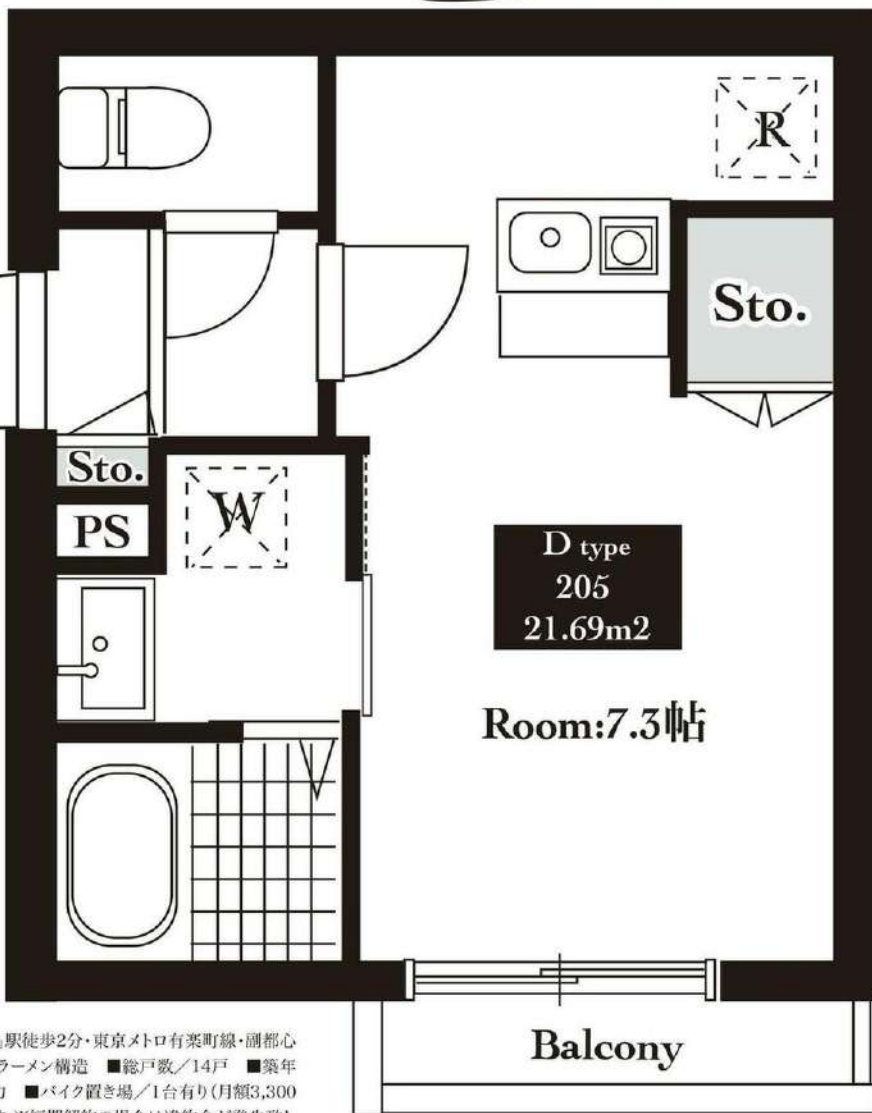 R
Sto.
Sto.
W
PS
D type
205
21.69m2
Room:7.3帖
Balcony
駅徒歩2分・東京メトロ有楽町線・副都心
ラーメン構造 ■総戸数/14戸 ■築年
■バイク置き場/1台有り(月額3,300